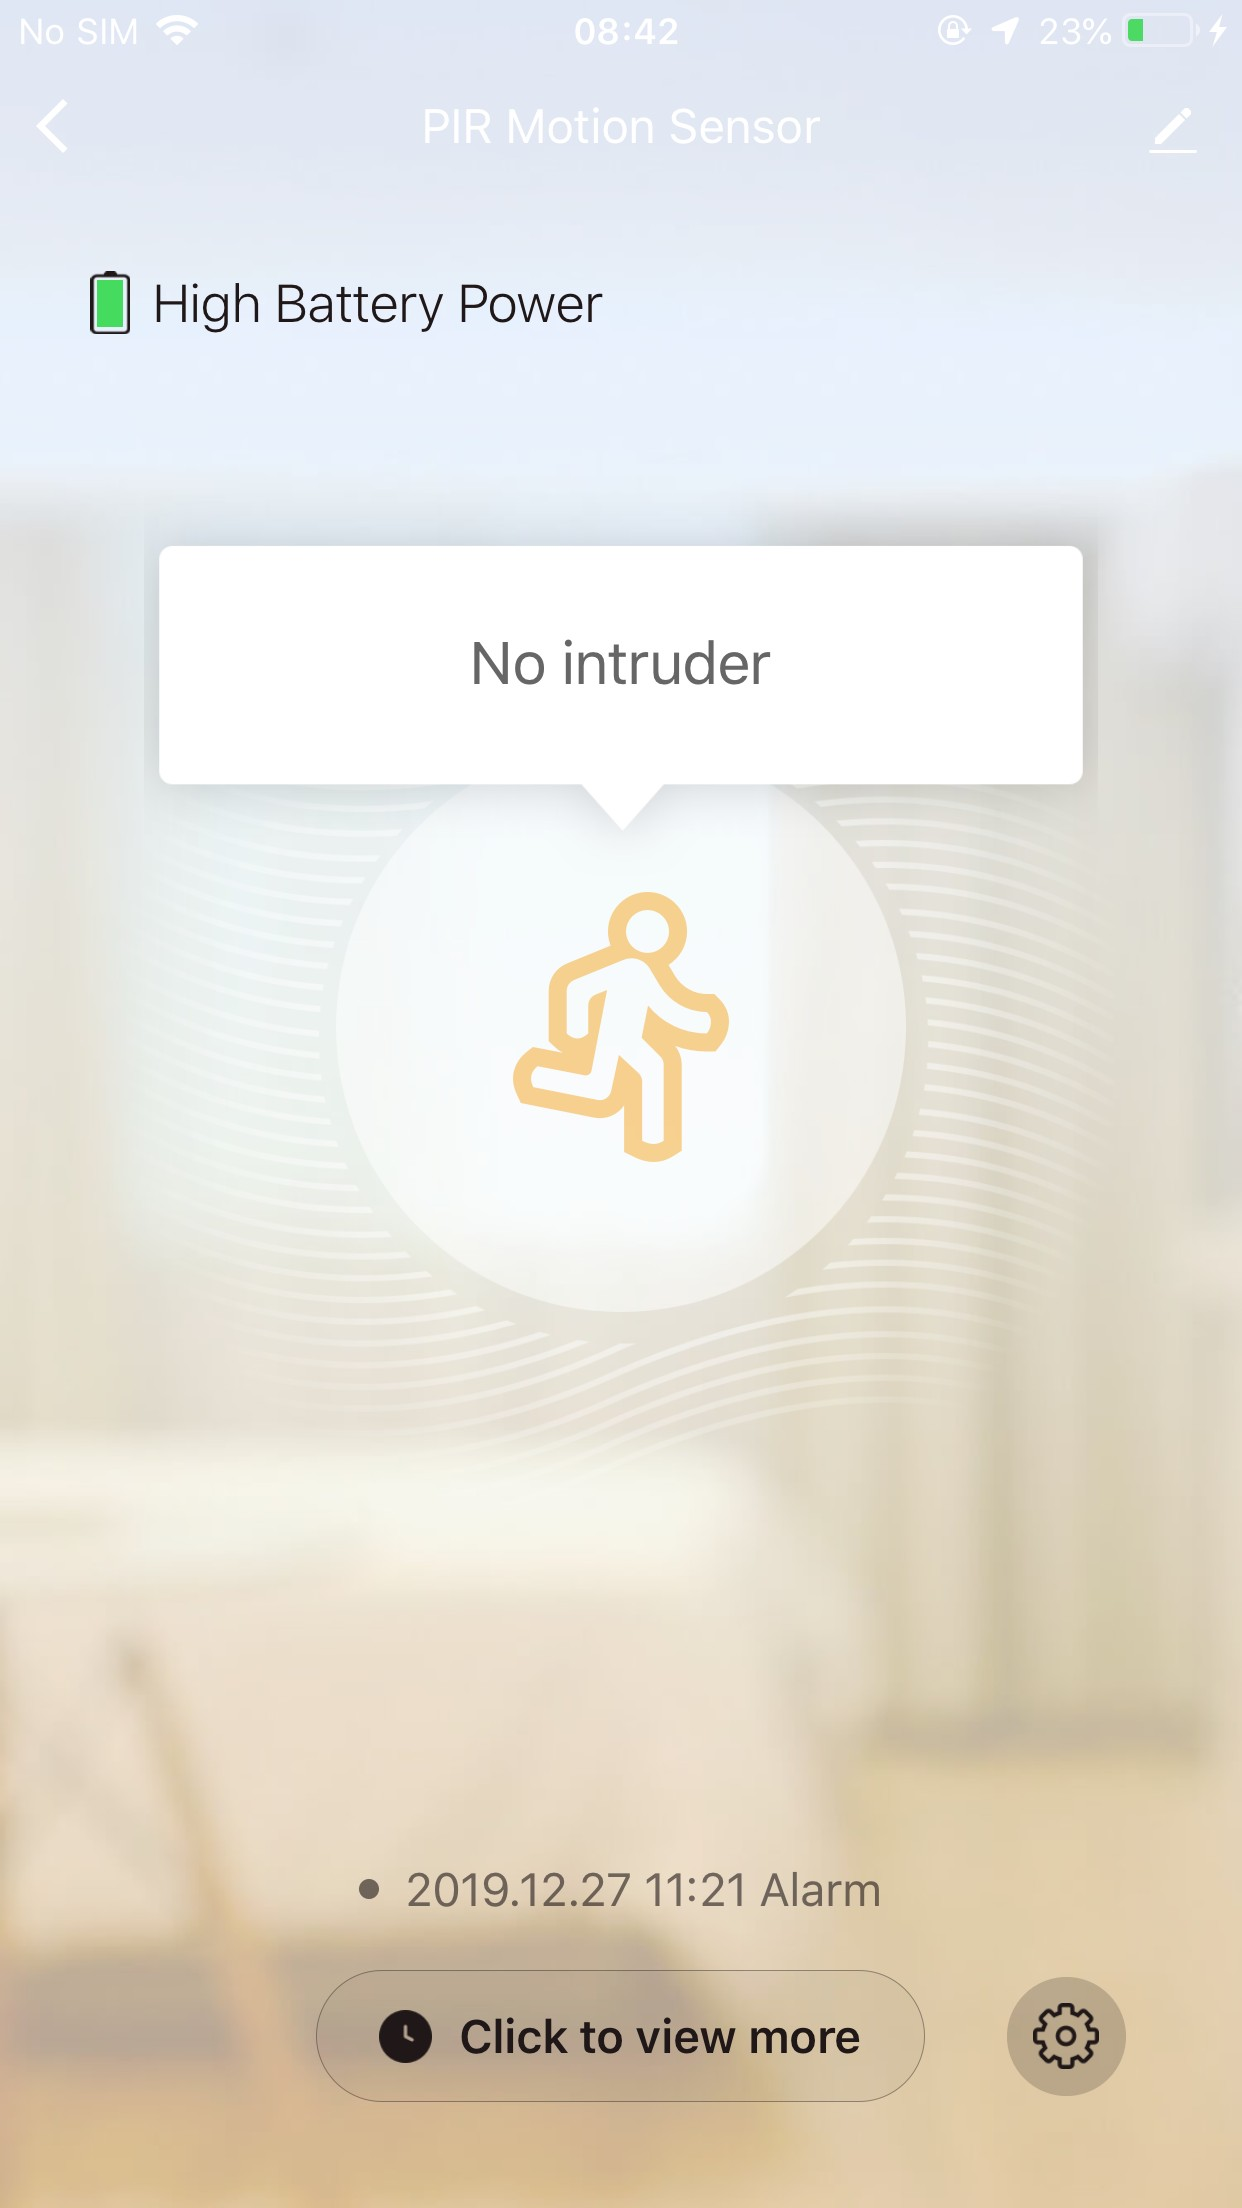 No SIM 08:42 23%
PIR Motion Sensor
High Battery Power
No intruder
2019.12.27 11:21 Alarm
Click to view more